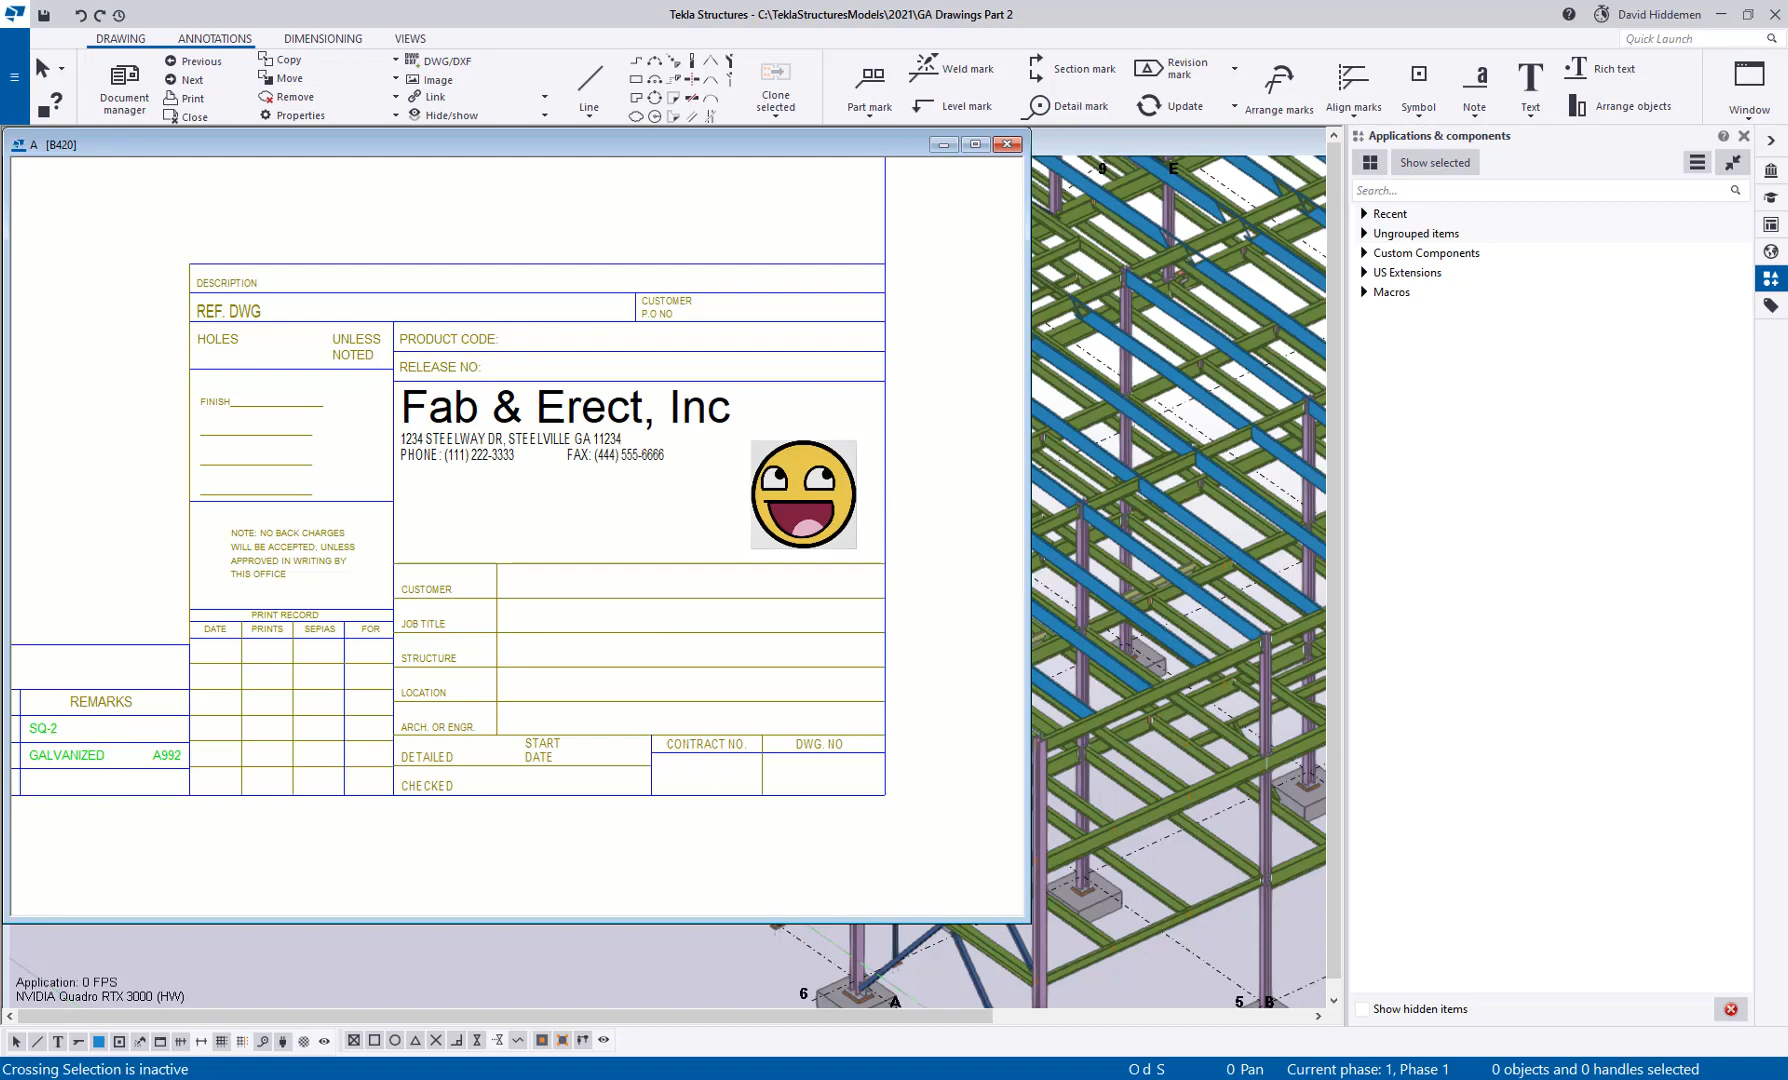 Tekla Structures - C:\TeklaStructuresModels\2021\GA Drawings Part 2
David Hiddemen
DRAWING
ANNOTATIONS
DIMENSIONING
VIEWS
Quick Launch
Document manager
Previous
Next
Print
Close
Copy
Move
Remove
Properties
DWG/DXF
Image
Link
Hide/show
Line
Clone selected
Part mark
Weld mark
Level mark
Section mark
Detail mark
Revision mark
Update
Arrange marks
Align marks
Symbol
Note
Text
Rich text
Arrange objects
Window
A [B420]
DESCRIPTION
REF. DWG
CUSTOMER
P.O NO
HOLES
UNLESS
NOTED
PRODUCT CODE:
RELEASE NO:
FINISH
Fab & Erect, Inc
1234 STEELWAY DR, STEELVILLE GA 11234
PHONE: (111) 222-3333 FAX: (444) 555-6666
NOTE: NO BACK CHARGES
WILL BE ACCEPTED, UNLESS
APPROVED IN WRITING BY
THIS OFFICE
PRINT RECORD
DATE PRINTS SEPIAS FOR
REMARKS
SQ-2
GALVANIZED A992
CUSTOMER
JOB TITLE
STRUCTURE
LOCATION
ARCH. OR ENGR.
DETAILED
START
DATE
CHECKED
CONTRACT NO.
DWG. NO
9 E
6 A
5 B
Application: 0 FPS
NVIDIA Quadro RTX 3000 (HW)
Applications & components
Show selected
Search...
Recent
Ungrouped items
Custom Components
US Extensions
Macros
Show hidden items
Crossing Selection is inactive
O d S
0 Pan
Current phase: 1, Phase 1
0 objects and 0 handles selected